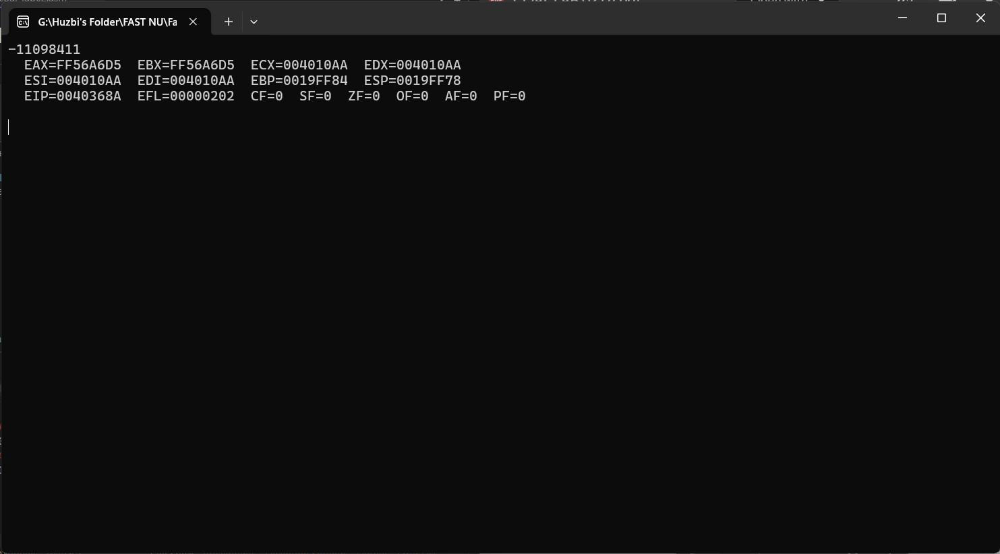 G:\Huzbi's Folder\FAST NU\Fa
-11098411
EAX=FF56A6D5 EBX=FF56A6D5 ECX=004010AA EDX=004010AA
ESI=004010AA EDI=004010AA EBP=0019FF84 ESP=0019FF78
EIP=0040368A EFL=00000202 CF=0 SF=0 ZF=0 OF=0 AF=0 PF=0